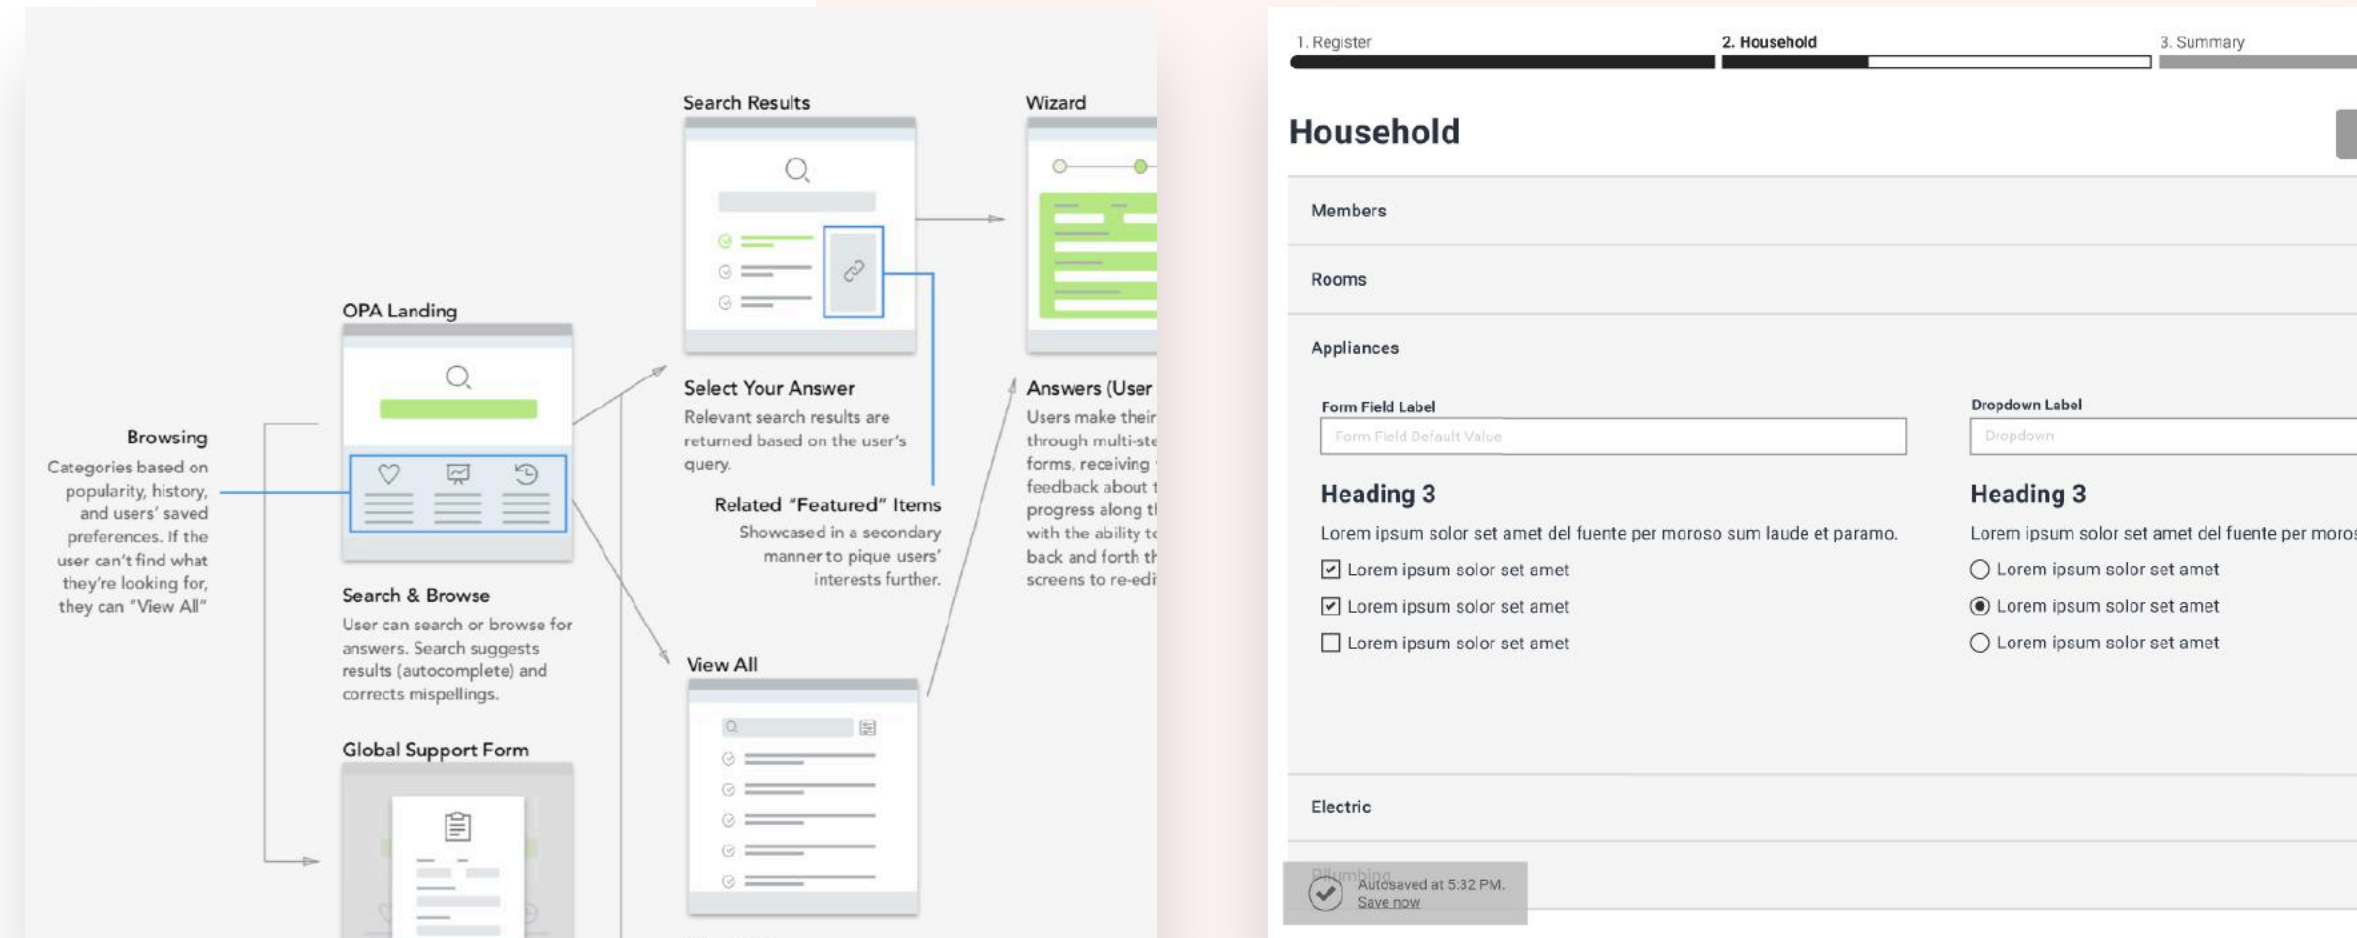 Search Results
Wizard
OPA Landing
Browsing
Categories based on
popularity, history,
and users' saved
preferences. If the
user can't find what
they're looking for,
they can "View All"
Search & Browse
User can search or browse for
answers. Search suggests
results (autocomplete) and
corrects mispellings.
Global Support Form
Select Your Answer
Relevant search results are
returned based on the user's
query.
Related "Featured" Items
Showcased in a secondary
manner to pique users'
interests further.
View All
Answers (User
Users make their
through multi-ste
forms, receiving
feedback about t
progress along th
with the ability to
back and forth th
screens to re-edi
1. Register
2. Household
3. Summary
Household
Members
Rooms
Appliances
Form Field Label
Form Field Default Value
Heading 3
Lorem ipsum solor set amet del fuente per moroso sum laude et paramo.
Lorem ipsum solor set amet
Lorem ipsum solor set amet
Lorem ipsum solor set amet
Dropdown Label
Dropdown
Heading 3
Lorem ipsum solor set amet del fuente per moros
Lorem ipsum solor set amet
Lorem ipsum solor set amet
Lorem ipsum solor set amet
Electric
Autosaved at 5:32 PM.
Save now